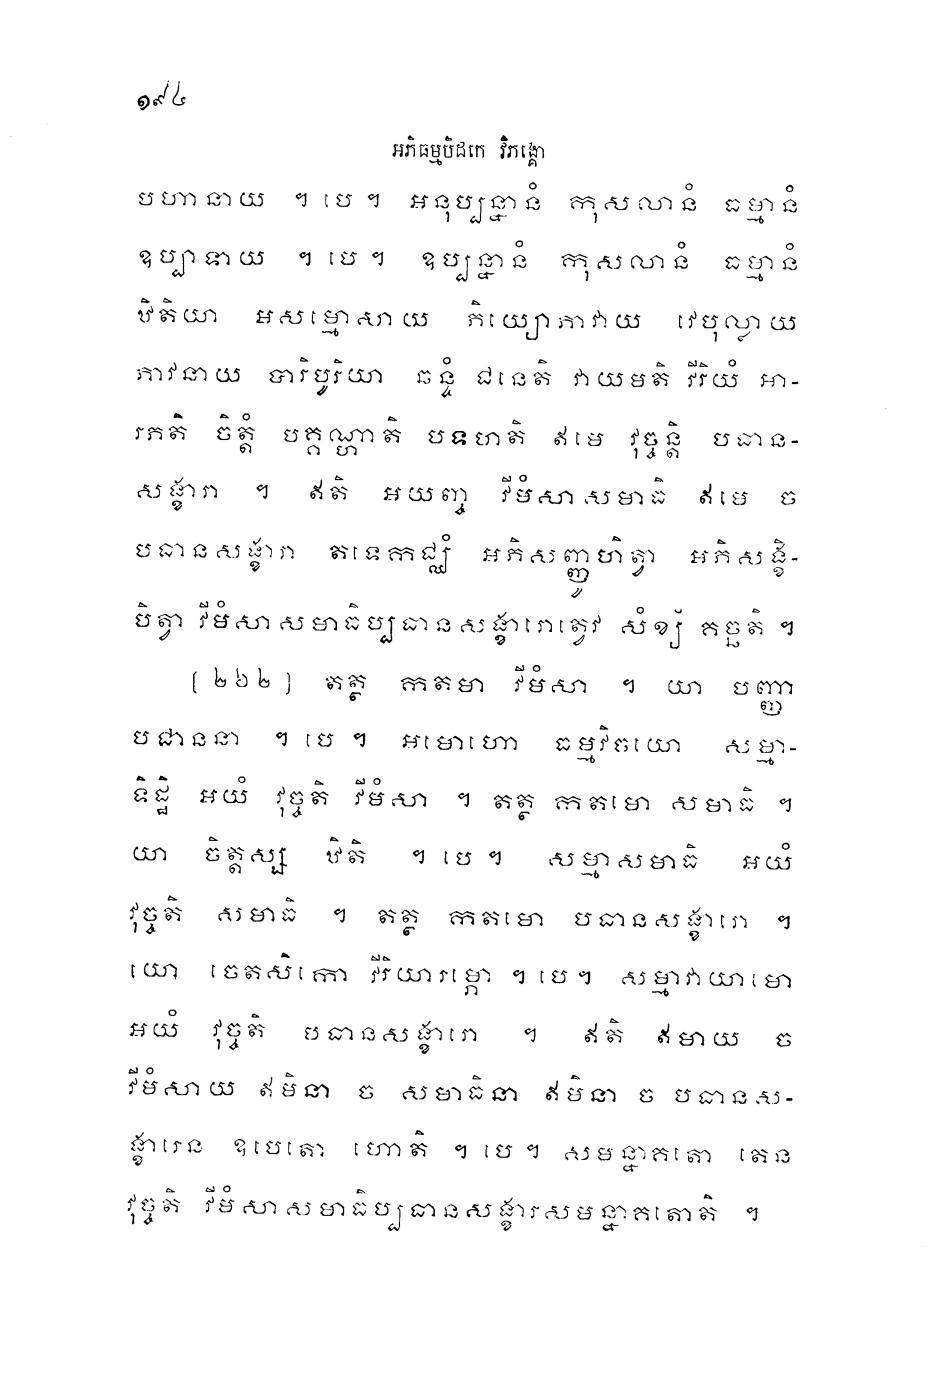 ១៩៤
អភិធម្មបិដកេ វិភង្គោ
បហានាយ ។ បេ ។ អនុប្បន្នានំ កុសលានំ ធម្មានំ
ឧប្បាទាយ ។ បេ ។ ឧប្បន្នានំ កុសលានំ ធម្មានំ
ឋិតិយា អសម្មោសាយ ភិយ្យោភាវាយ វេបុល្លាយ
ភាវនាយ បារិបូរិយា ឆន្ទំ ជនេតិ វាយមតិ វីរិយំ អា-
រភតិ ចិត្តំ បគ្គណ្ហាតិ បទហតិ ឥមេ វុច្ចន្តិ បធាន-
សង្ខារា ។ ឥតិ អយញ្ច វីមំសាសមាធិ ឥមេ ច
បធានសង្ខារា តទេកជ្ឈំ អភិសញ្ញូហិត្វា អភិសង្ខិ-
បិត្វា វីមំសាសមាធិប្បធានសង្ខារោត្វេវ សំខ្យំ គច្ឆតិ ។
(២៦២) តត្ថ កតមា វីមំសា ។ យា បញ្ញា
បជាននា ។ បេ ។ អមោហោ ធម្មវិចយោ សម្មា-
ទិដ្ឋិ អយំ វុច្ចតិ វីមំសា ។ តត្ថ កតមោ សមាធិ ។
យា ចិត្តស្ស ឋិតិ ។ បេ ។ សម្មាសមាធិ អយំ
វុច្ចតិ សមាធិ ។ តត្ថ កតមោ បធានសង្ខារោ ។
យោ ចេតសិកោ វីរិយារម្ភោ ។ បេ ។ សម្មាវាយាមោ
អយំ វុច្ចតិ បធានសង្ខារោ ។ ឥតិ ឥមាយ ច
វីមំសាយ ឥមិនា ច សមាធិនា ឥមិនា ច បធានស-
ង្ខារេន ឧបេតោ ហោតិ ។ បេ ។ សមន្នាគតោ តេន
វុច្ចតិ វីមំសាសមាធិប្បធានសង្ខារសមន្នាគតោតិ ។